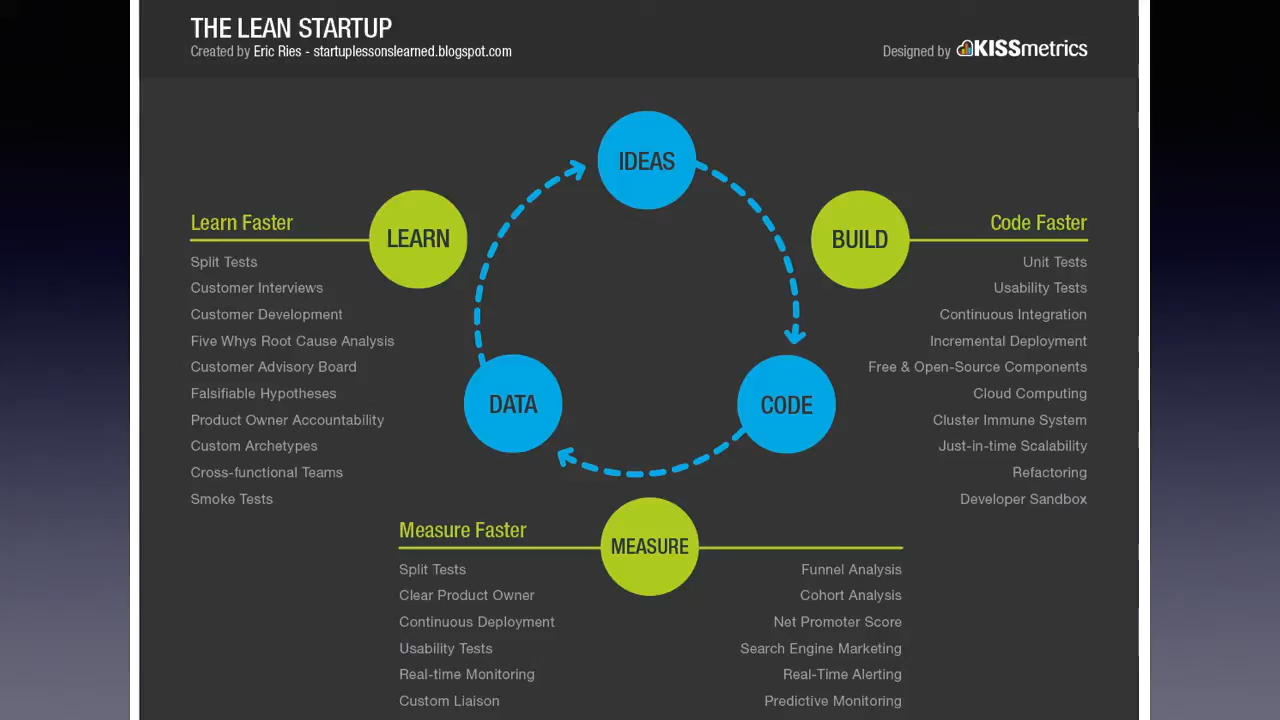 THE LEAN STARTUP
Created by Eric Ries - startuplessonslearned.blogspot.com
Designed by KISSmetrics
IDEAS
LEARN
BUILD
DATA
CODE
MEASURE
Learn Faster
Split Tests
Customer Interviews
Customer Development
Five Whys Root Cause Analysis
Customer Advisory Board
Falsifiable Hypotheses
Product Owner Accountability
Custom Archetypes
Cross-functional Teams
Smoke Tests
Code Faster
Unit Tests
Usability Tests
Continuous Integration
Incremental Deployment
Free & Open-Source Components
Cloud Computing
Cluster Immune System
Just-in-time Scalability
Refactoring
Developer Sandbox
Measure Faster
Split Tests
Clear Product Owner
Continuous Deployment
Usability Tests
Real-time Monitoring
Custom Liaison
Funnel Analysis
Cohort Analysis
Net Promoter Score
Search Engine Marketing
Real-Time Alerting
Predictive Monitoring